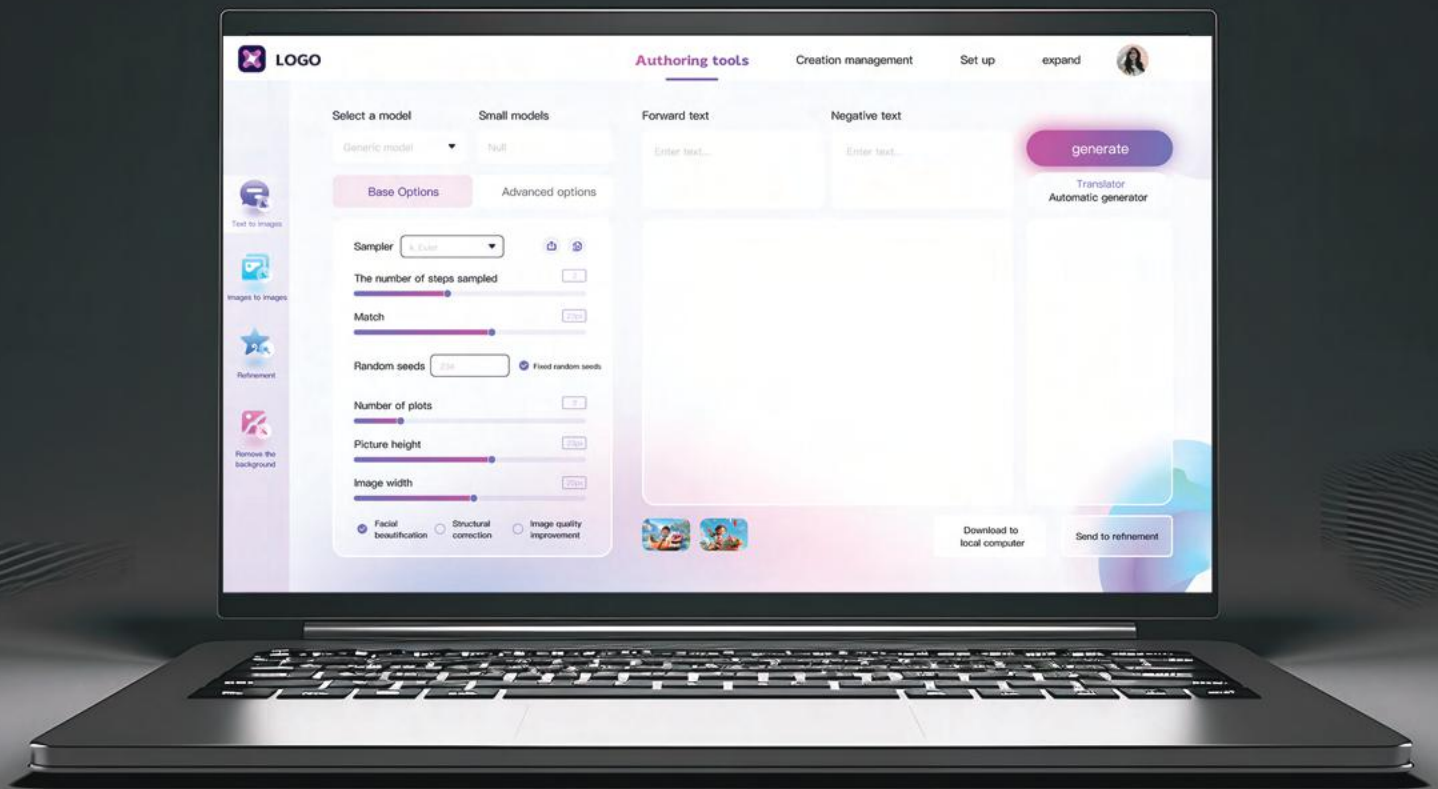 LOGO
Authoring tools
Creation management
Set up
expand
Select a model
Small models
Forward text
Negative text
Generic model
Null
Enter text...
Enter text...
generate
Base Options
Advanced options
Translator
Automatic generator
Text to images
Images to images
Refinement
Remove the
background
Sampler
The number of steps sampled
Match
Random seeds
Fixed random seeds
Number of plots
Picture height
Image width
Facial
beautification
Structural
correction
Image quality
improvement
Download to
local computer
Send to refinement